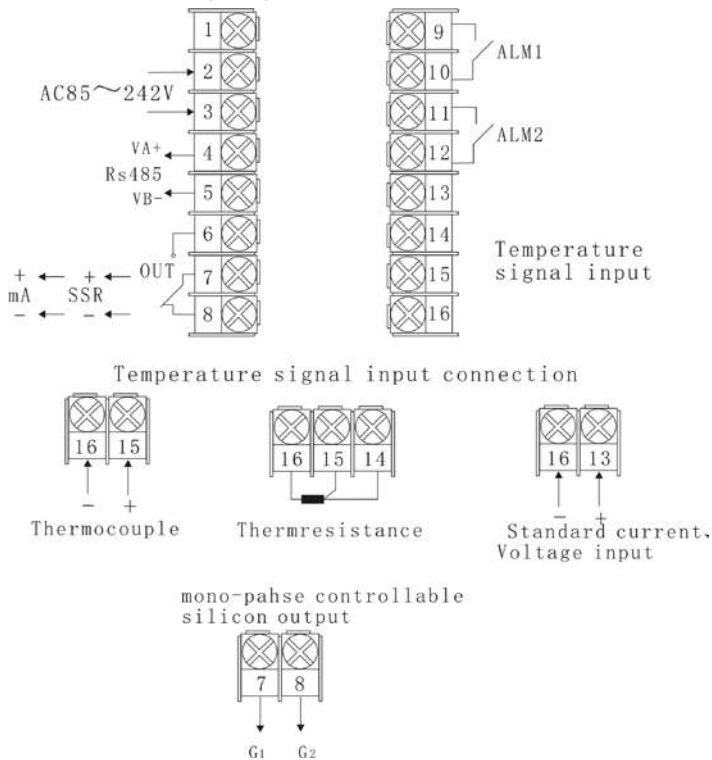 1
2
AC85～242V
3
VA+ 4
Rs485
VB- 5
6
OUT
+ + 7
mA SSR
- - 8
9
ALM1
10
11
ALM2
12
13
14
Temperature
signal input
15
16
Temperature signal input connection
16 15
- +
Thermocouple
16 15 14
Thermresistance
16 13
- +
Standard current、
Voltage input
mono-pahse controllable
silicon output
7 8
G1 G2